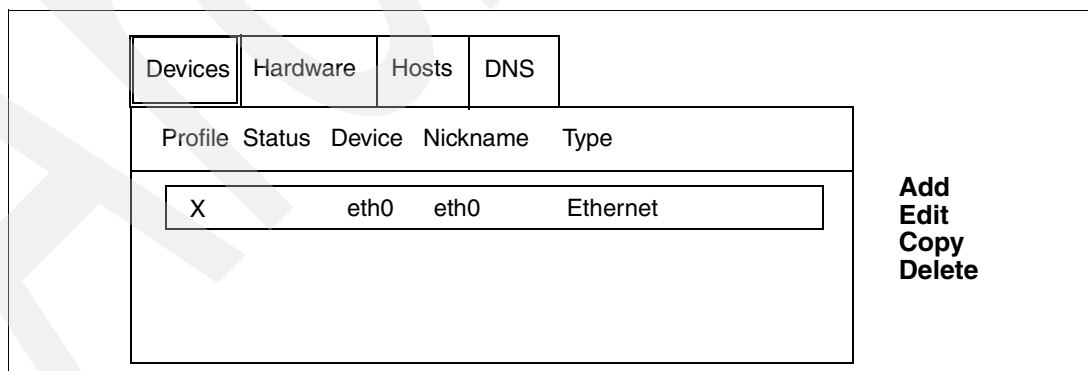 Devices Hardware Hosts DNS
Profile Status Device Nickname Type
X eth0 eth0 Ethernet
Add
Edit
Copy
Delete